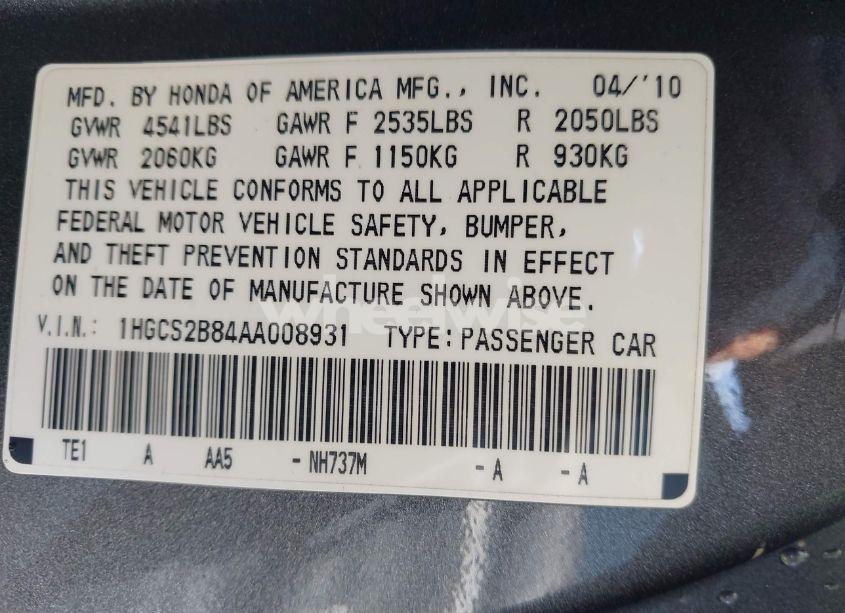 MFD. BY HONDA OF AMERICA MFG., INC. 04/'10
GVWR 4541LBS GAWR F 2535LBS R 2050LBS
GVWR 2060KG GAWR F 1150KG R 930KG
THIS VEHICLE CONFORMS TO ALL APPLICABLE
FEDERAL MOTOR VEHICLE SAFETY, BUMPER,
AND THEFT PREVENTION STANDARDS IN EFFECT
ON THE DATE OF MANUFACTURE SHOWN ABOVE.
wheelwise
V.I.N.: 1HGCS2B84AA008931 TYPE:PASSENGER CAR
TE1 A AA5 -NH737M -A -A